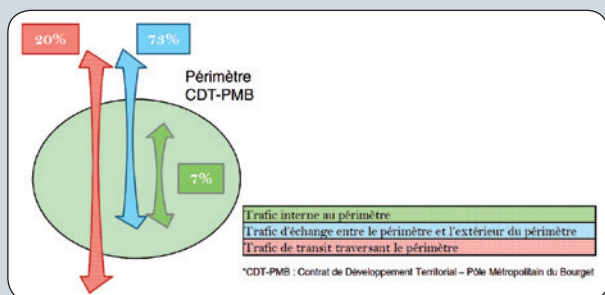 20%
73%
Périmètre
CDT-PMB
7%
Trafic interne au périmètre
Trafic d'échange entre le périmètre et l'extérieur du périmètre
Trafic de transit traversant le périmètre
*CDT-PMB : Contrat de Développement Territorial – Pôle Métropolitain du Bourget